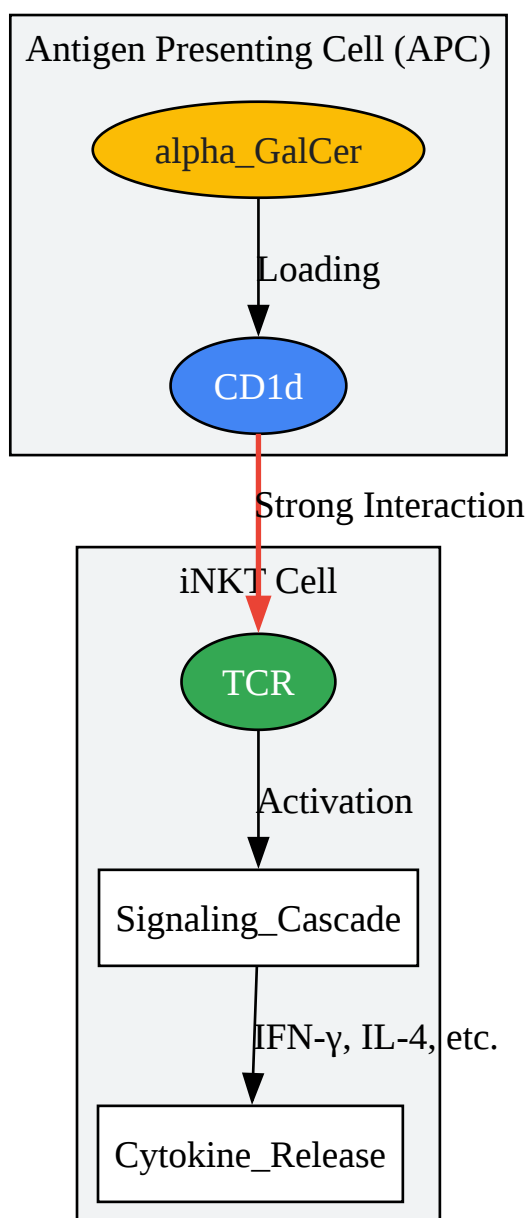 Antigen Presenting Cell (APC)
alpha_GalCer
Loading
CD1d
Strong Interaction
iNKT Cell
TCR
Activation
Signaling_Cascade
IFN-γ, IL-4, etc.
Cytokine_Release